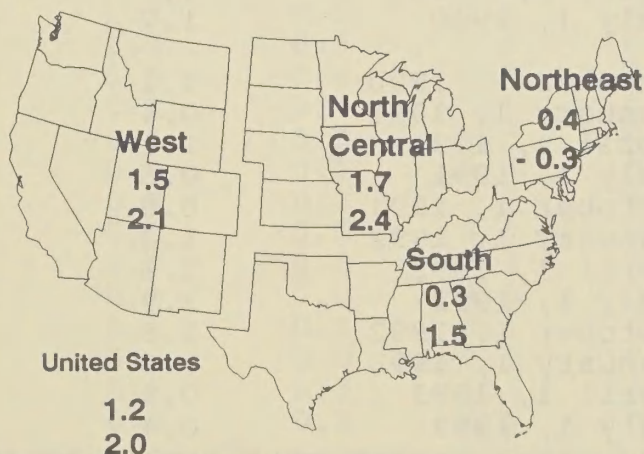 Northeast
0.4
- 0.3
North
Central
1.7
2.4
West
1.5
2.1
South
0.3
1.5
United States
1.2
2.0